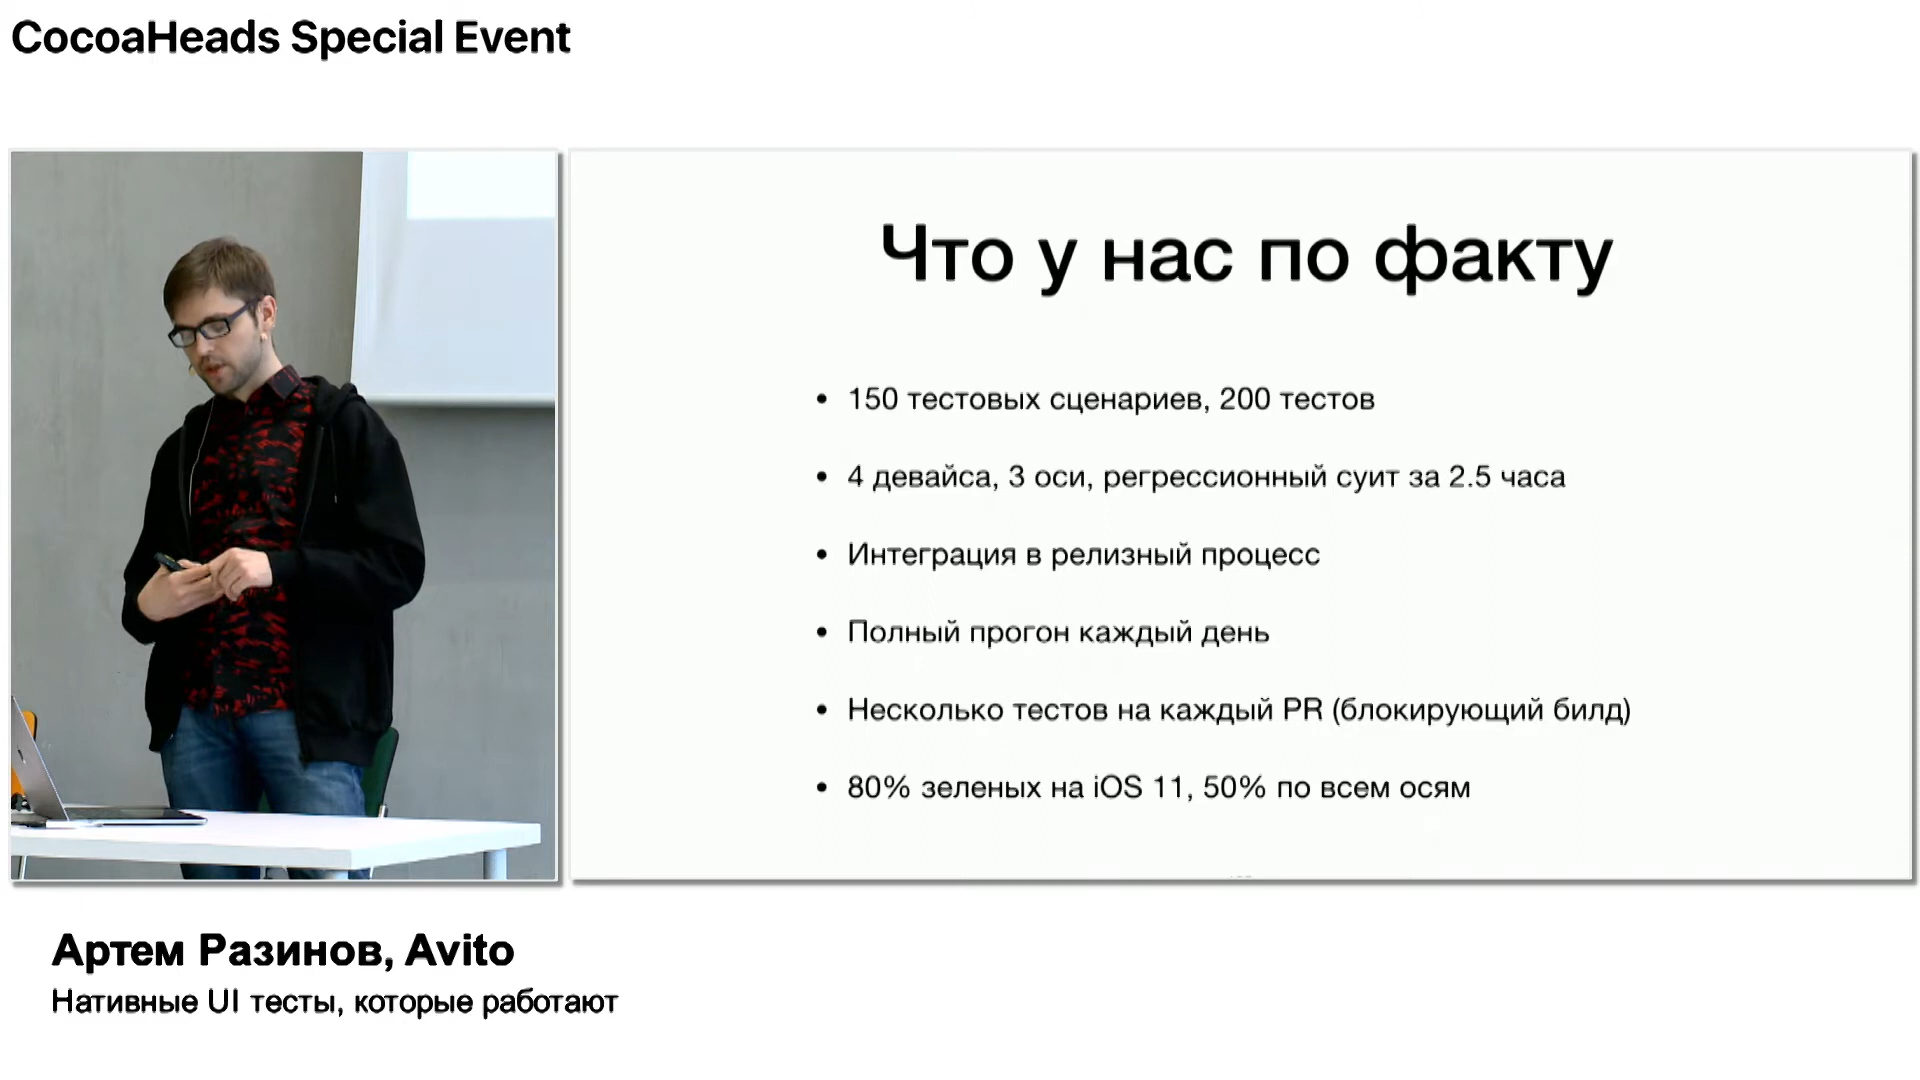 CocoaHeads Special Event
Что у нас по факту
• 150 тестовых сценариев, 200 тестов
• 4 девайса, 3 оси, регрессионный суит за 2.5 часа
• Интеграция в релизный процесс
• Полный прогон каждый день
• Несколько тестов на каждый PR (блокирующий билд)
• 80% зеленых на iOS 11, 50% по всем осям
Артем Разинов, Avito
Нативные UI тесты, которые работают